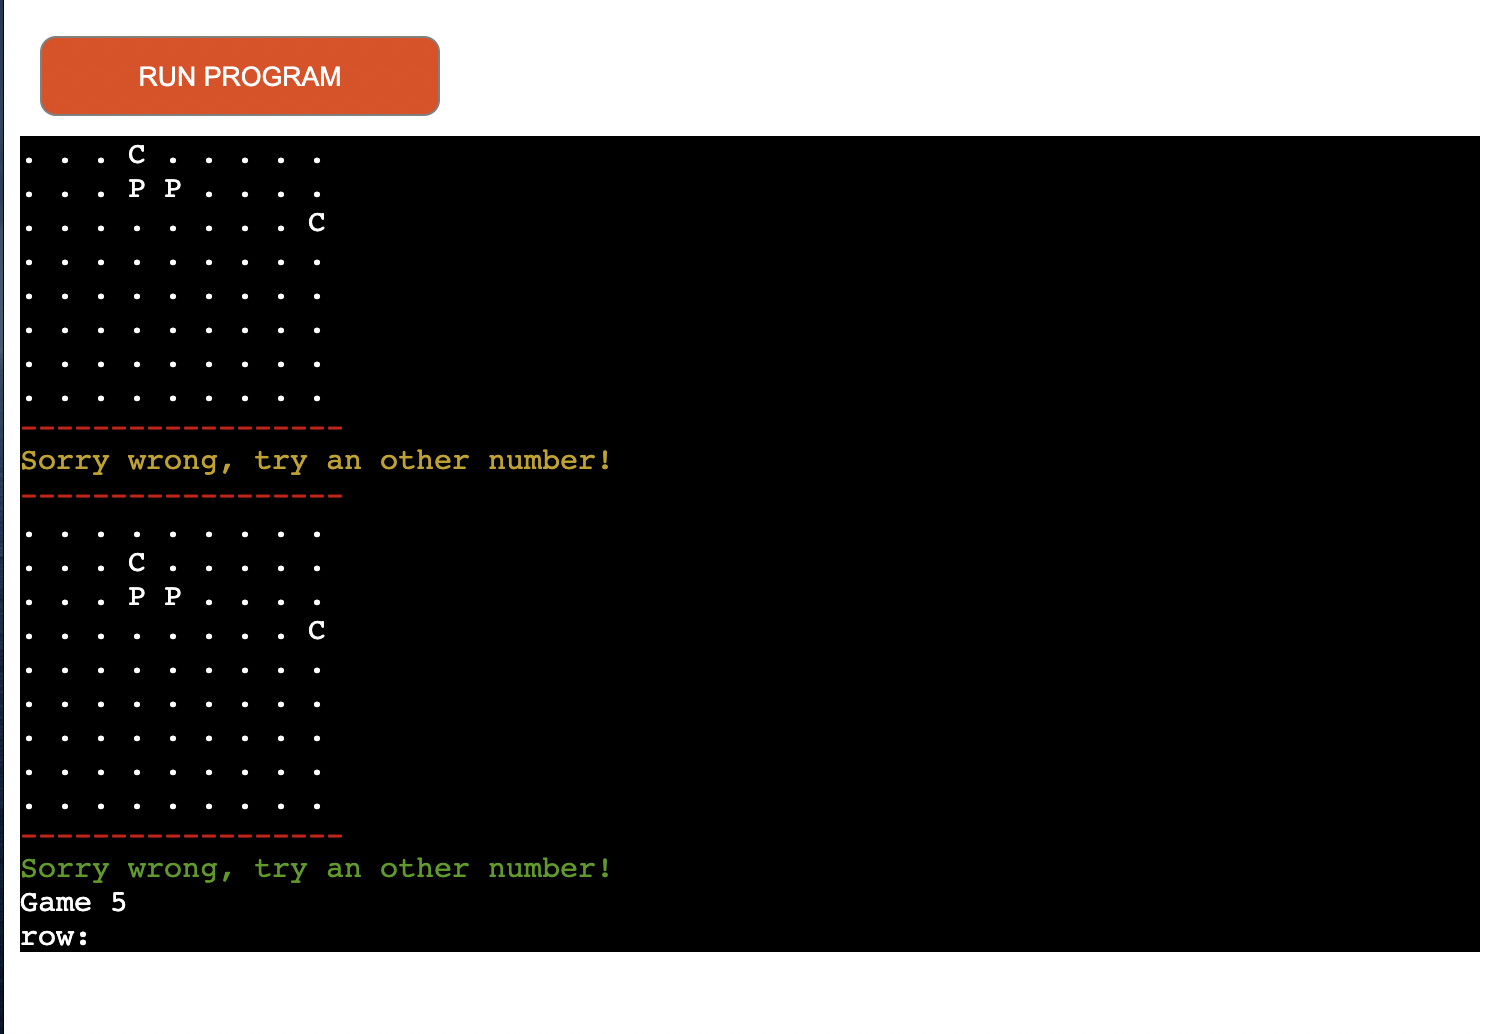 RUN PROGRAM
. . . C . . . . .
. . . P P . . . .
. . . . . . . . C
. . . . . . . . .
. . . . . . . . .
. . . . . . . . .
. . . . . . . . .
. . . . . . . . .
------------------
Sorry wrong, try an other number!
------------------
. . . . . . . . .
. . . C . . . . .
. . . P P . . . .
. . . . . . . . C
. . . . . . . . .
. . . . . . . . .
. . . . . . . . .
. . . . . . . . .
. . . . . . . . .
------------------
Sorry wrong, try an other number!
Game 5
row: